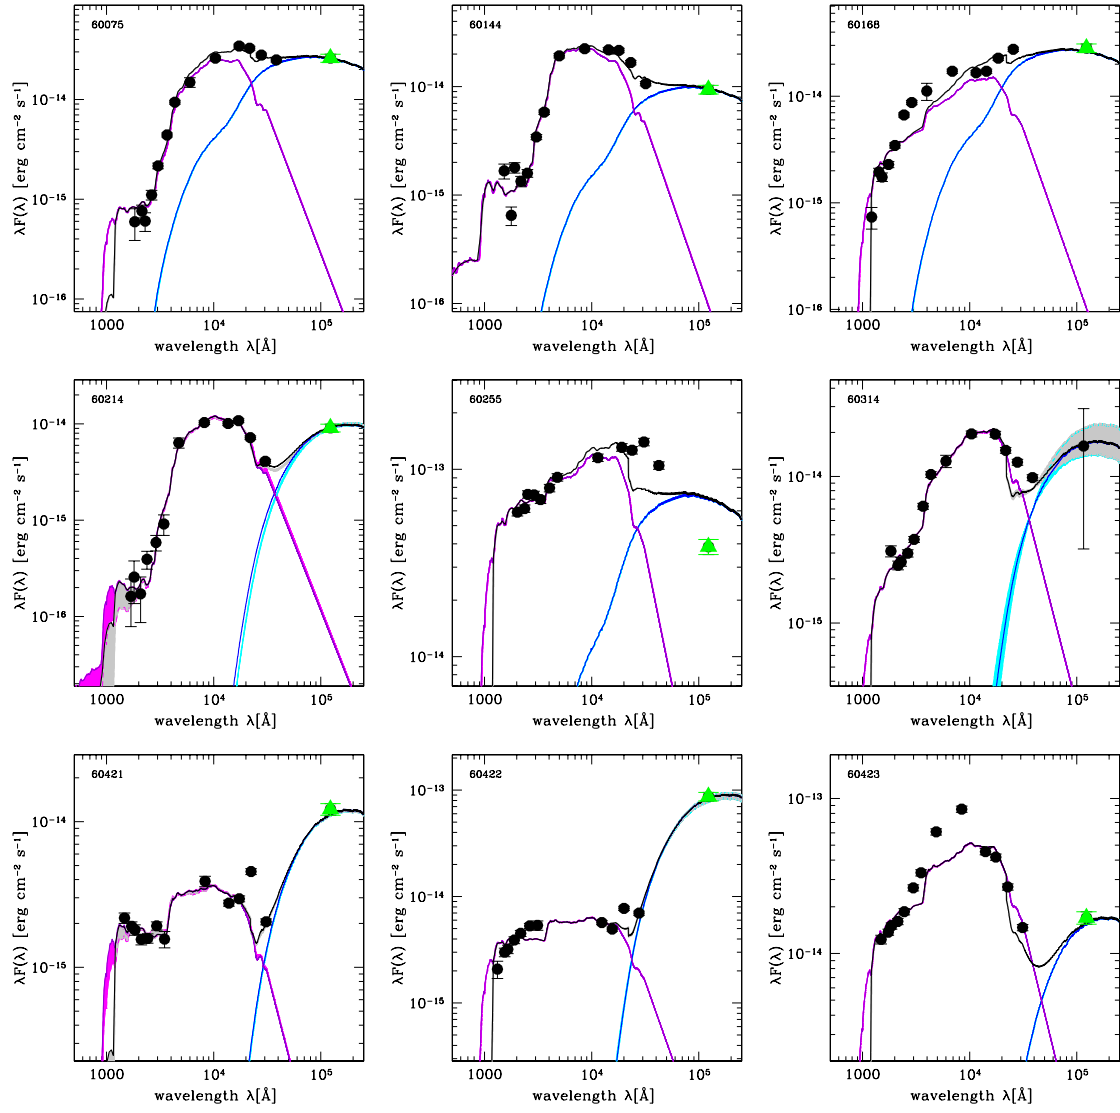 60075
λF(λ) [erg cm⁻² s⁻¹]
10⁻¹⁴
10⁻¹⁵
10⁻¹⁶
1000 10⁴ 10⁵
wavelength λ[Å]
60144
λF(λ) [erg cm⁻² s⁻¹]
10⁻¹⁴
10⁻¹⁵
10⁻¹⁶
1000 10⁴ 10⁵
wavelength λ[Å]
60168
λF(λ) [erg cm⁻² s⁻¹]
10⁻¹⁴
10⁻¹⁵
10⁻¹⁶
1000 10⁴ 10⁵
wavelength λ[Å]
60214
λF(λ) [erg cm⁻² s⁻¹]
10⁻¹⁴
10⁻¹⁵
10⁻¹⁶
1000 10⁴ 10⁵
wavelength λ[Å]
60255
λF(λ) [erg cm⁻² s⁻¹]
10⁻¹³
10⁻¹⁴
1000 10⁴ 10⁵
wavelength λ[Å]
60314
λF(λ) [erg cm⁻² s⁻¹]
10⁻¹⁴
10⁻¹⁵
1000 10⁴ 10⁵
wavelength λ[Å]
60421
λF(λ) [erg cm⁻² s⁻¹]
10⁻¹⁴
10⁻¹⁵
1000 10⁴ 10⁵
wavelength λ[Å]
60422
λF(λ) [erg cm⁻² s⁻¹]
10⁻¹³
10⁻¹⁴
10⁻¹⁵
1000 10⁴ 10⁵
wavelength λ[Å]
60423
λF(λ) [erg cm⁻² s⁻¹]
10⁻¹³
10⁻¹⁴
1000 10⁴ 10⁵
wavelength λ[Å]